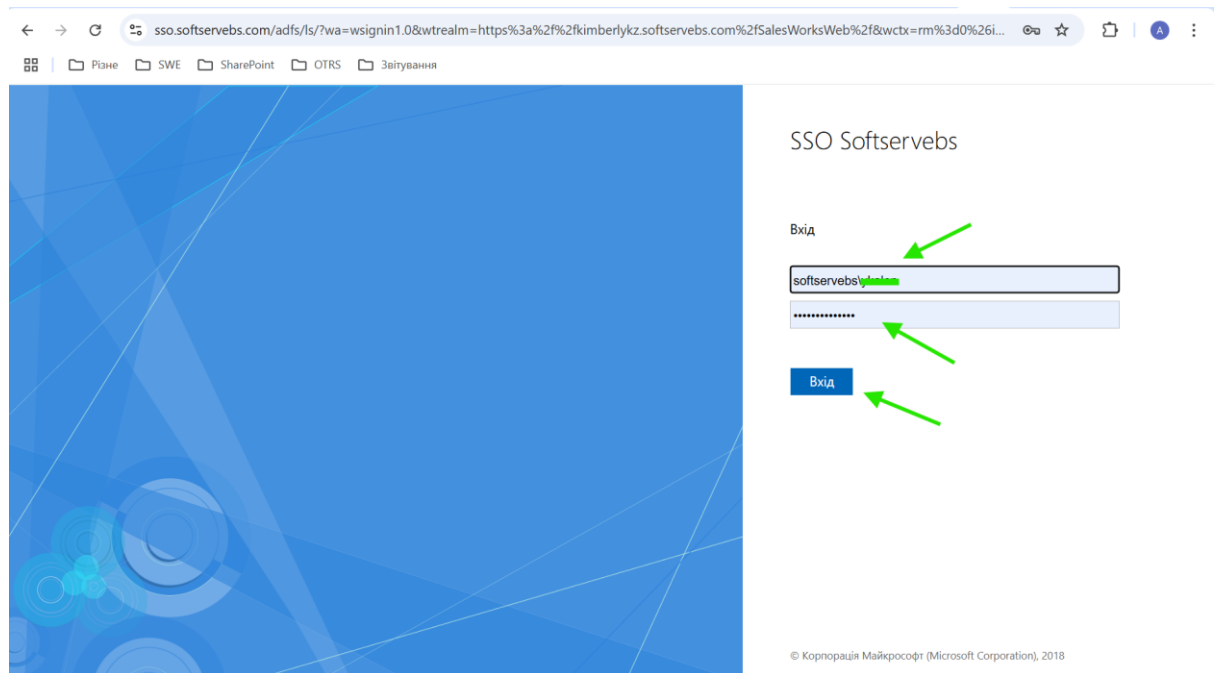 sso.softservebs.com/adfs/ls/?wa=wsignin1.0&wtrealm=https%3a%2f%2fkimberlykz.softservebs.com%2fSalesWorksWeb%2f&wctx=rm%3d0%26i...
A
Різне SWE SharePoint OTRS Звітування
SSO Softservebs
Вхід
softservebs\
••••••••••••••
Вхід
© Корпорація Майкрософт (Microsoft Corporation), 2018